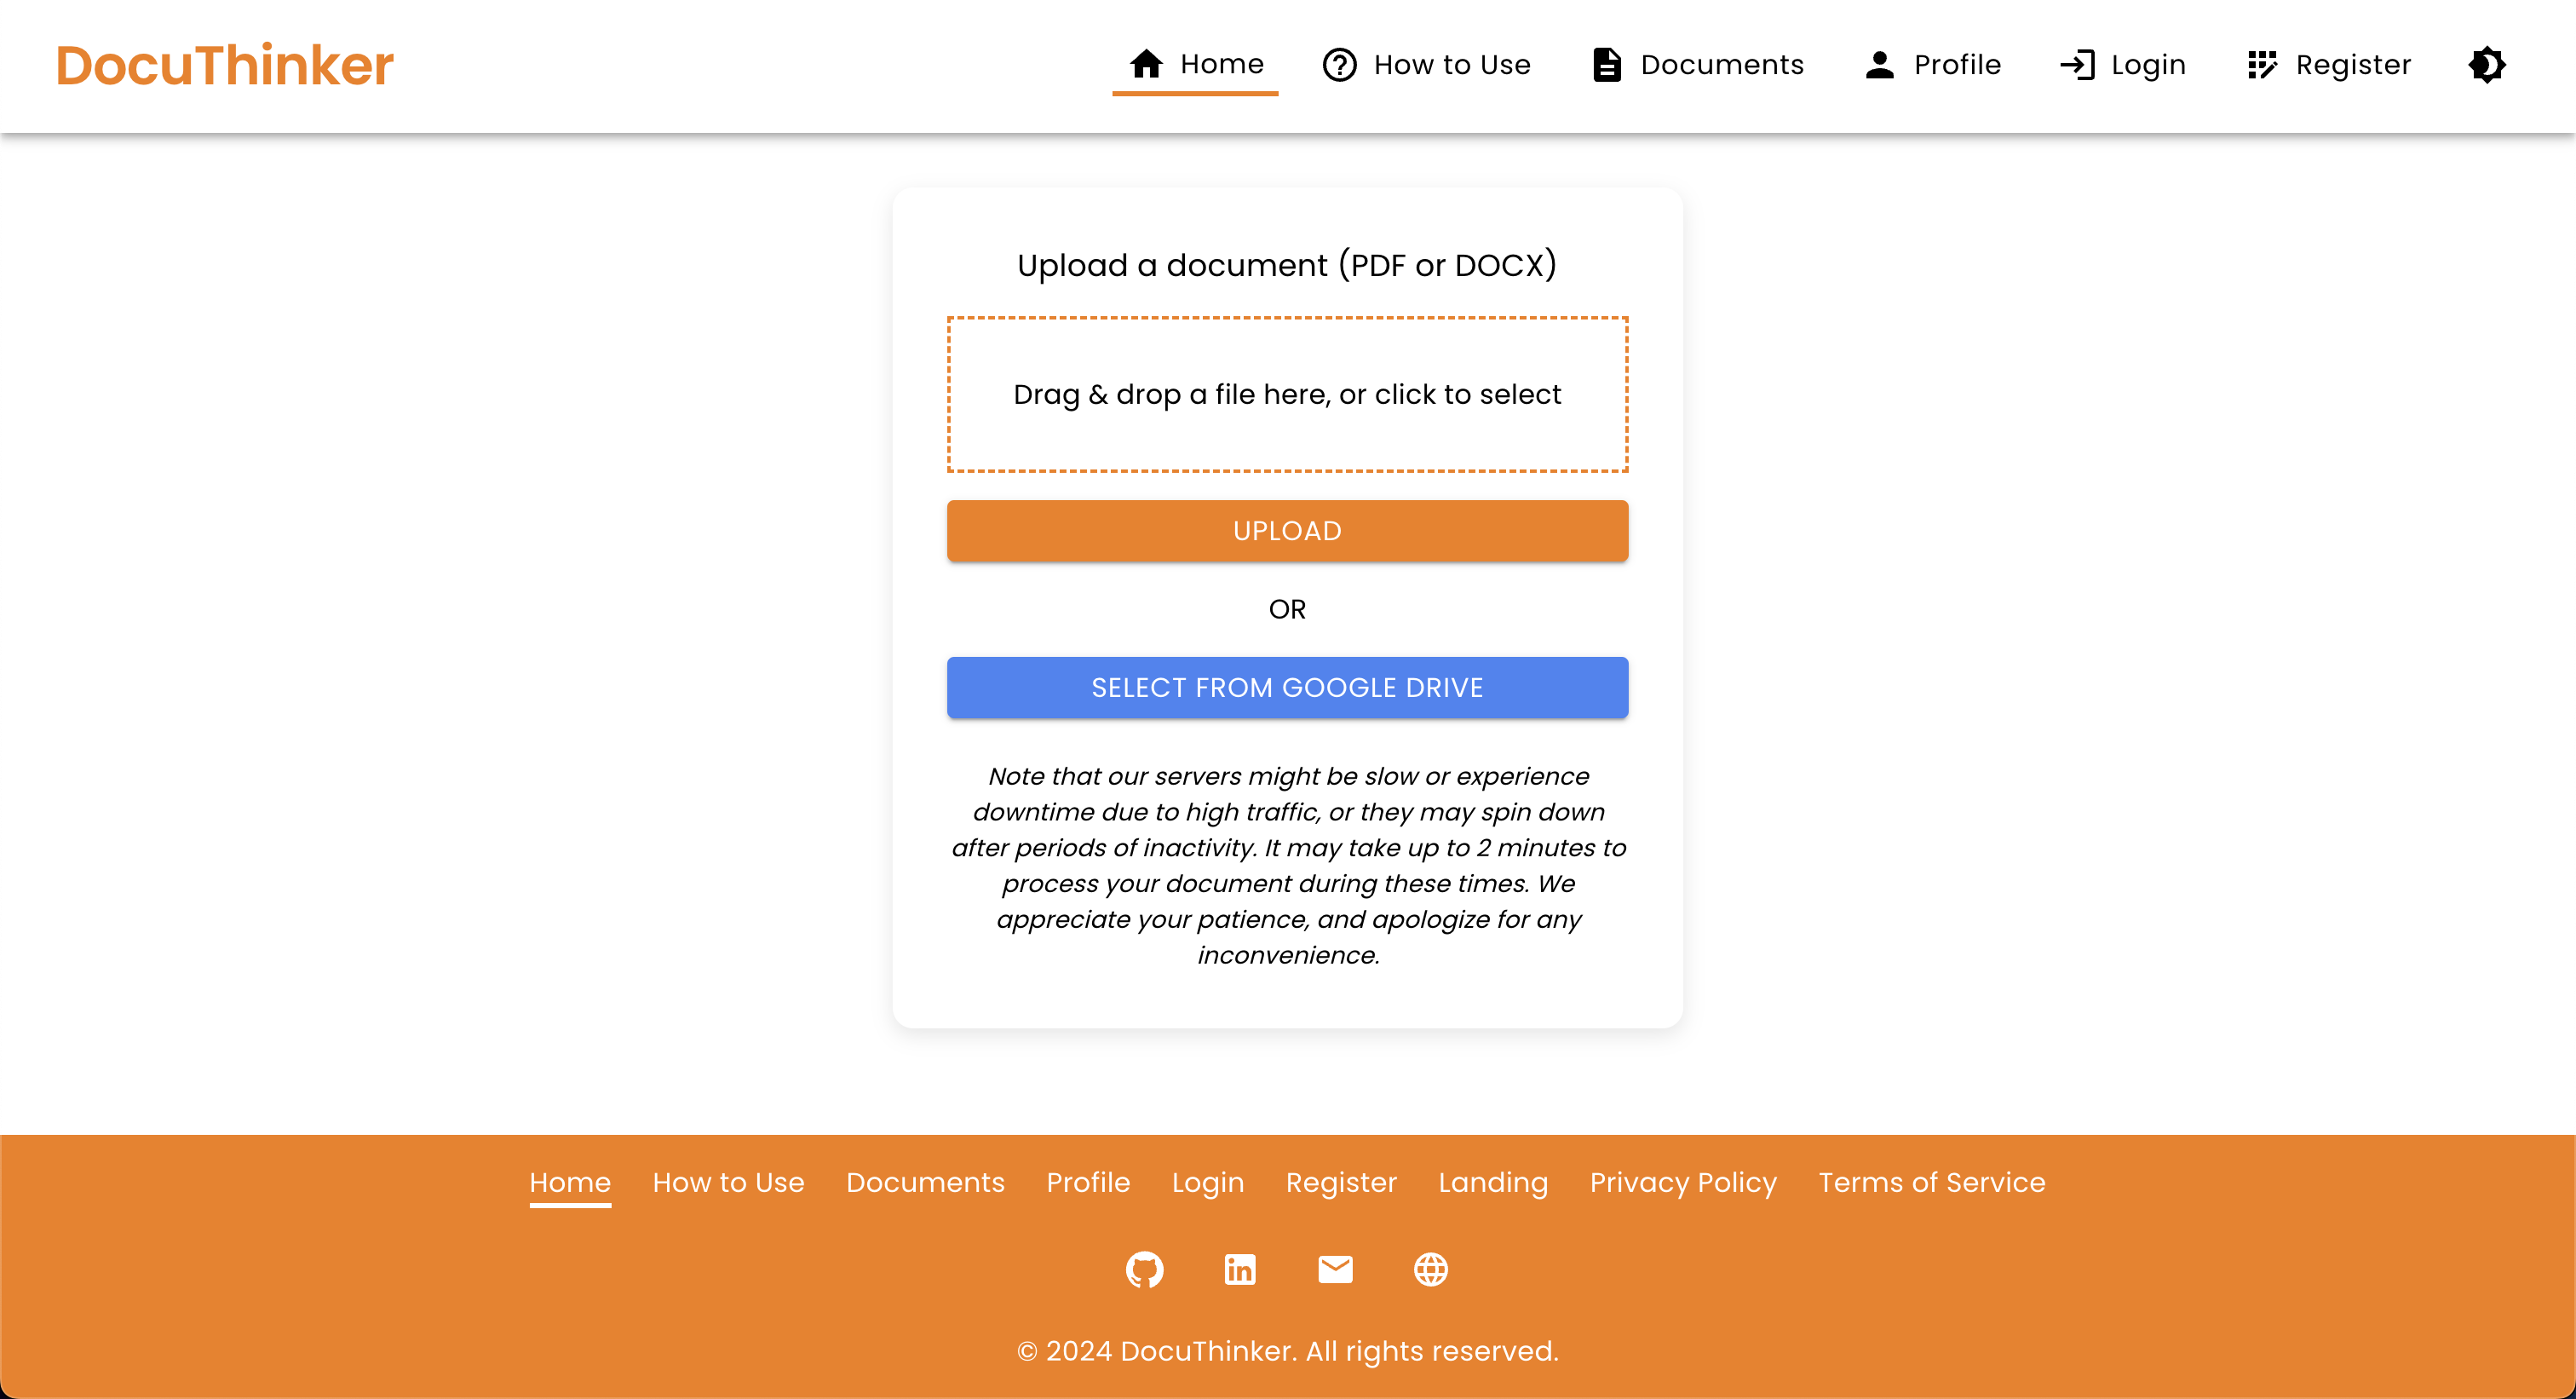 DocuThinker
Home
How to Use
Documents
Profile
Login
Register
Upload a document (PDF or DOCX)
Drag & drop a file here, or click to select
UPLOAD
OR
SELECT FROM GOOGLE DRIVE
Note that our servers might be slow or experience
downtime due to high traffic, or they may spin down
after periods of inactivity. It may take up to 2 minutes to
process your document during these times. We
appreciate your patience, and apologize for any
inconvenience.
Home How to Use Documents Profile Login Register Landing Privacy Policy Terms of Service
© 2024 DocuThinker. All rights reserved.